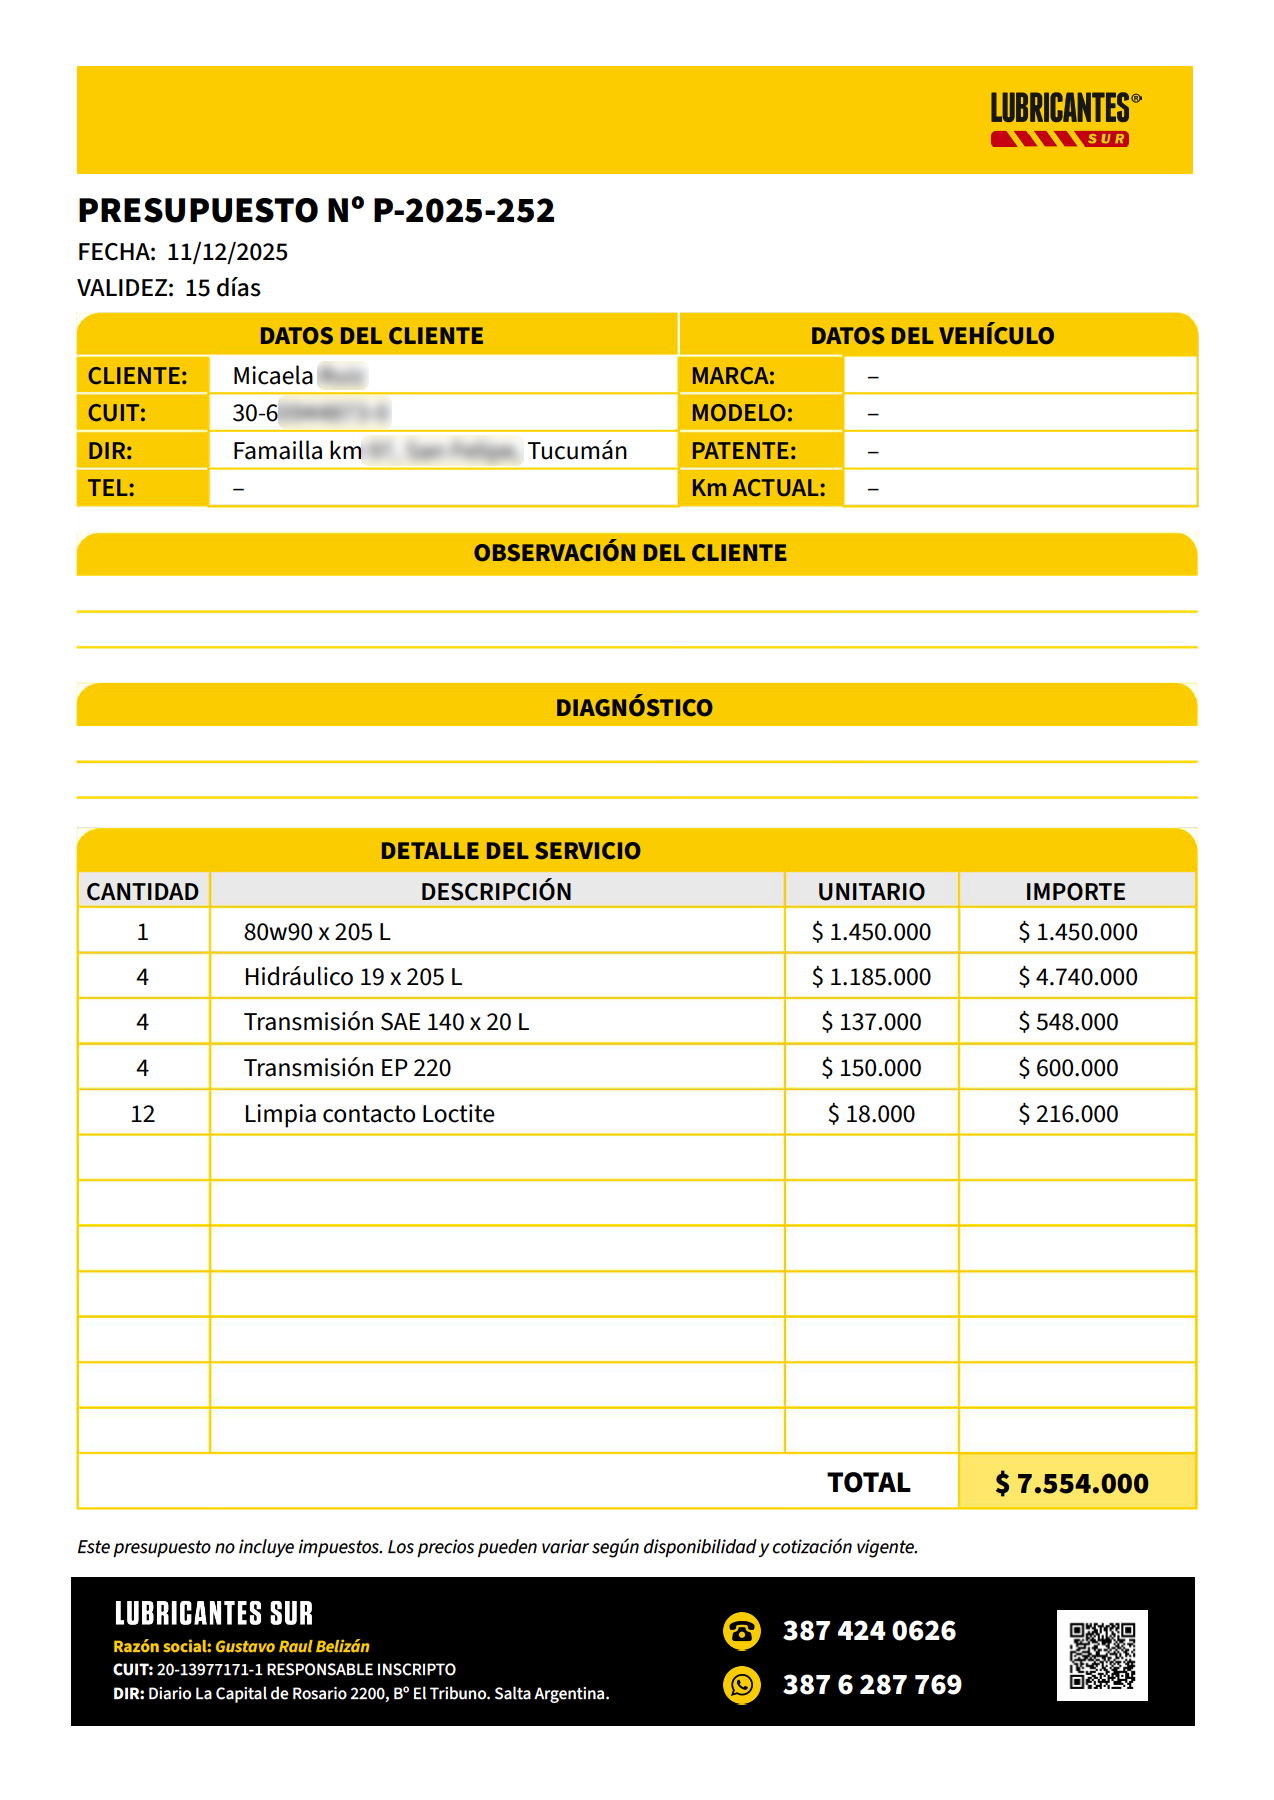 LUBRICANTES®
SUR
PRESUPUESTO Nº P-2025-252
FECHA: 11/12/2025
VALIDEZ: 15 días
DATOS DEL CLIENTE DATOS DEL VEHÍCULO
CLIENTE: Micaela MARCA: –
CUIT: 30-6 MODELO: –
DIR: Famailla km Tucumán PATENTE: –
TEL: – Km ACTUAL: –
OBSERVACIÓN DEL CLIENTE
DIAGNÓSTICO
DETALLE DEL SERVICIO
CANTIDAD DESCRIPCIÓN UNITARIO IMPORTE
1 80w90 x 205 L $ 1.450.000 $ 1.450.000
4 Hidráulico 19 x 205 L $ 1.185.000 $ 4.740.000
4 Transmisión SAE 140 x 20 L $ 137.000 $ 548.000
4 Transmisión EP 220 $ 150.000 $ 600.000
12 Limpia contacto Loctite $ 18.000 $ 216.000
TOTAL $ 7.554.000
Este presupuesto no incluye impuestos. Los precios pueden variar según disponibilidad y cotización vigente.
LUBRICANTES SUR
Razón social: Gustavo Raul Belizán
CUIT: 20-13977171-1 RESPONSABLE INSCRIPTO
DIR: Diario La Capital de Rosario 2200, Bº El Tribuno. Salta Argentina.
387 424 0626
387 6 287 769